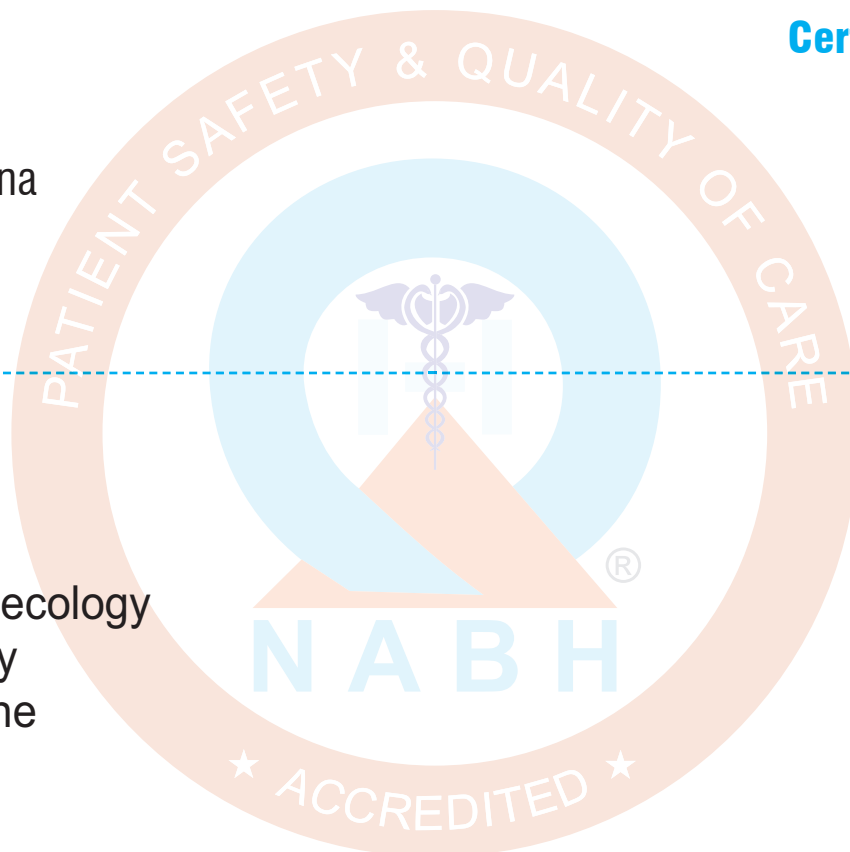 Cer
PATIENT SAFETY & QUALITY OF CARE
na
H
®
ecology
y
NABH
ne
★ ACCREDITED ★